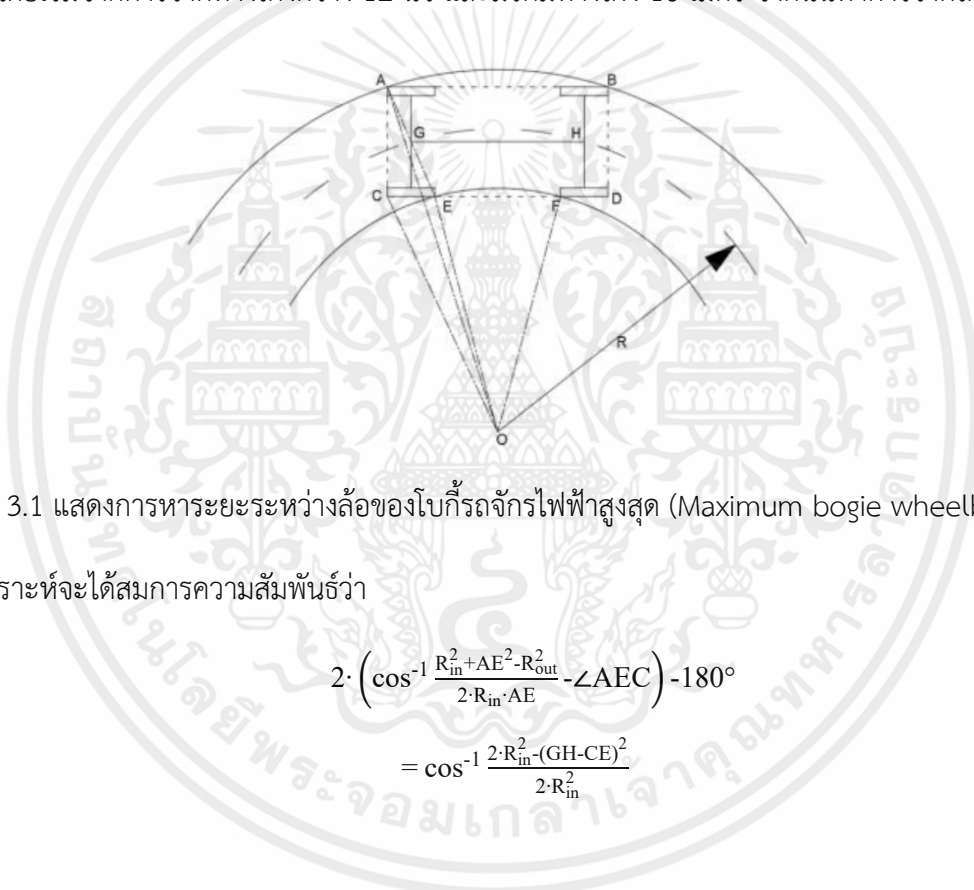 A B
G H
C E F D
R
O
3.1 แสดงการหาระยะระหว่างล้อของโบกี้รถจักรไฟฟ้าสูงสุด (Maximum bogie
ราะห์จะได้สมการความสัมพันธ์ว่า
2·(cos⁻¹ (R²in+AE²-R²out)/(2·Rin·AE) -∠AEC) -180°
= cos⁻¹ (2·R²in-(GH-CE)²)/(2·R²in)